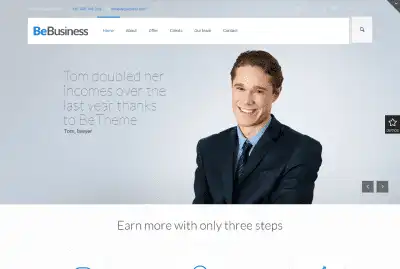 BeBusiness
Home
About
Offer
Clients
Our team
Contact
Tom doubled her
incomes over the
last year thanks
to BeTheme
Tom, lawyer
Earn more with only three steps